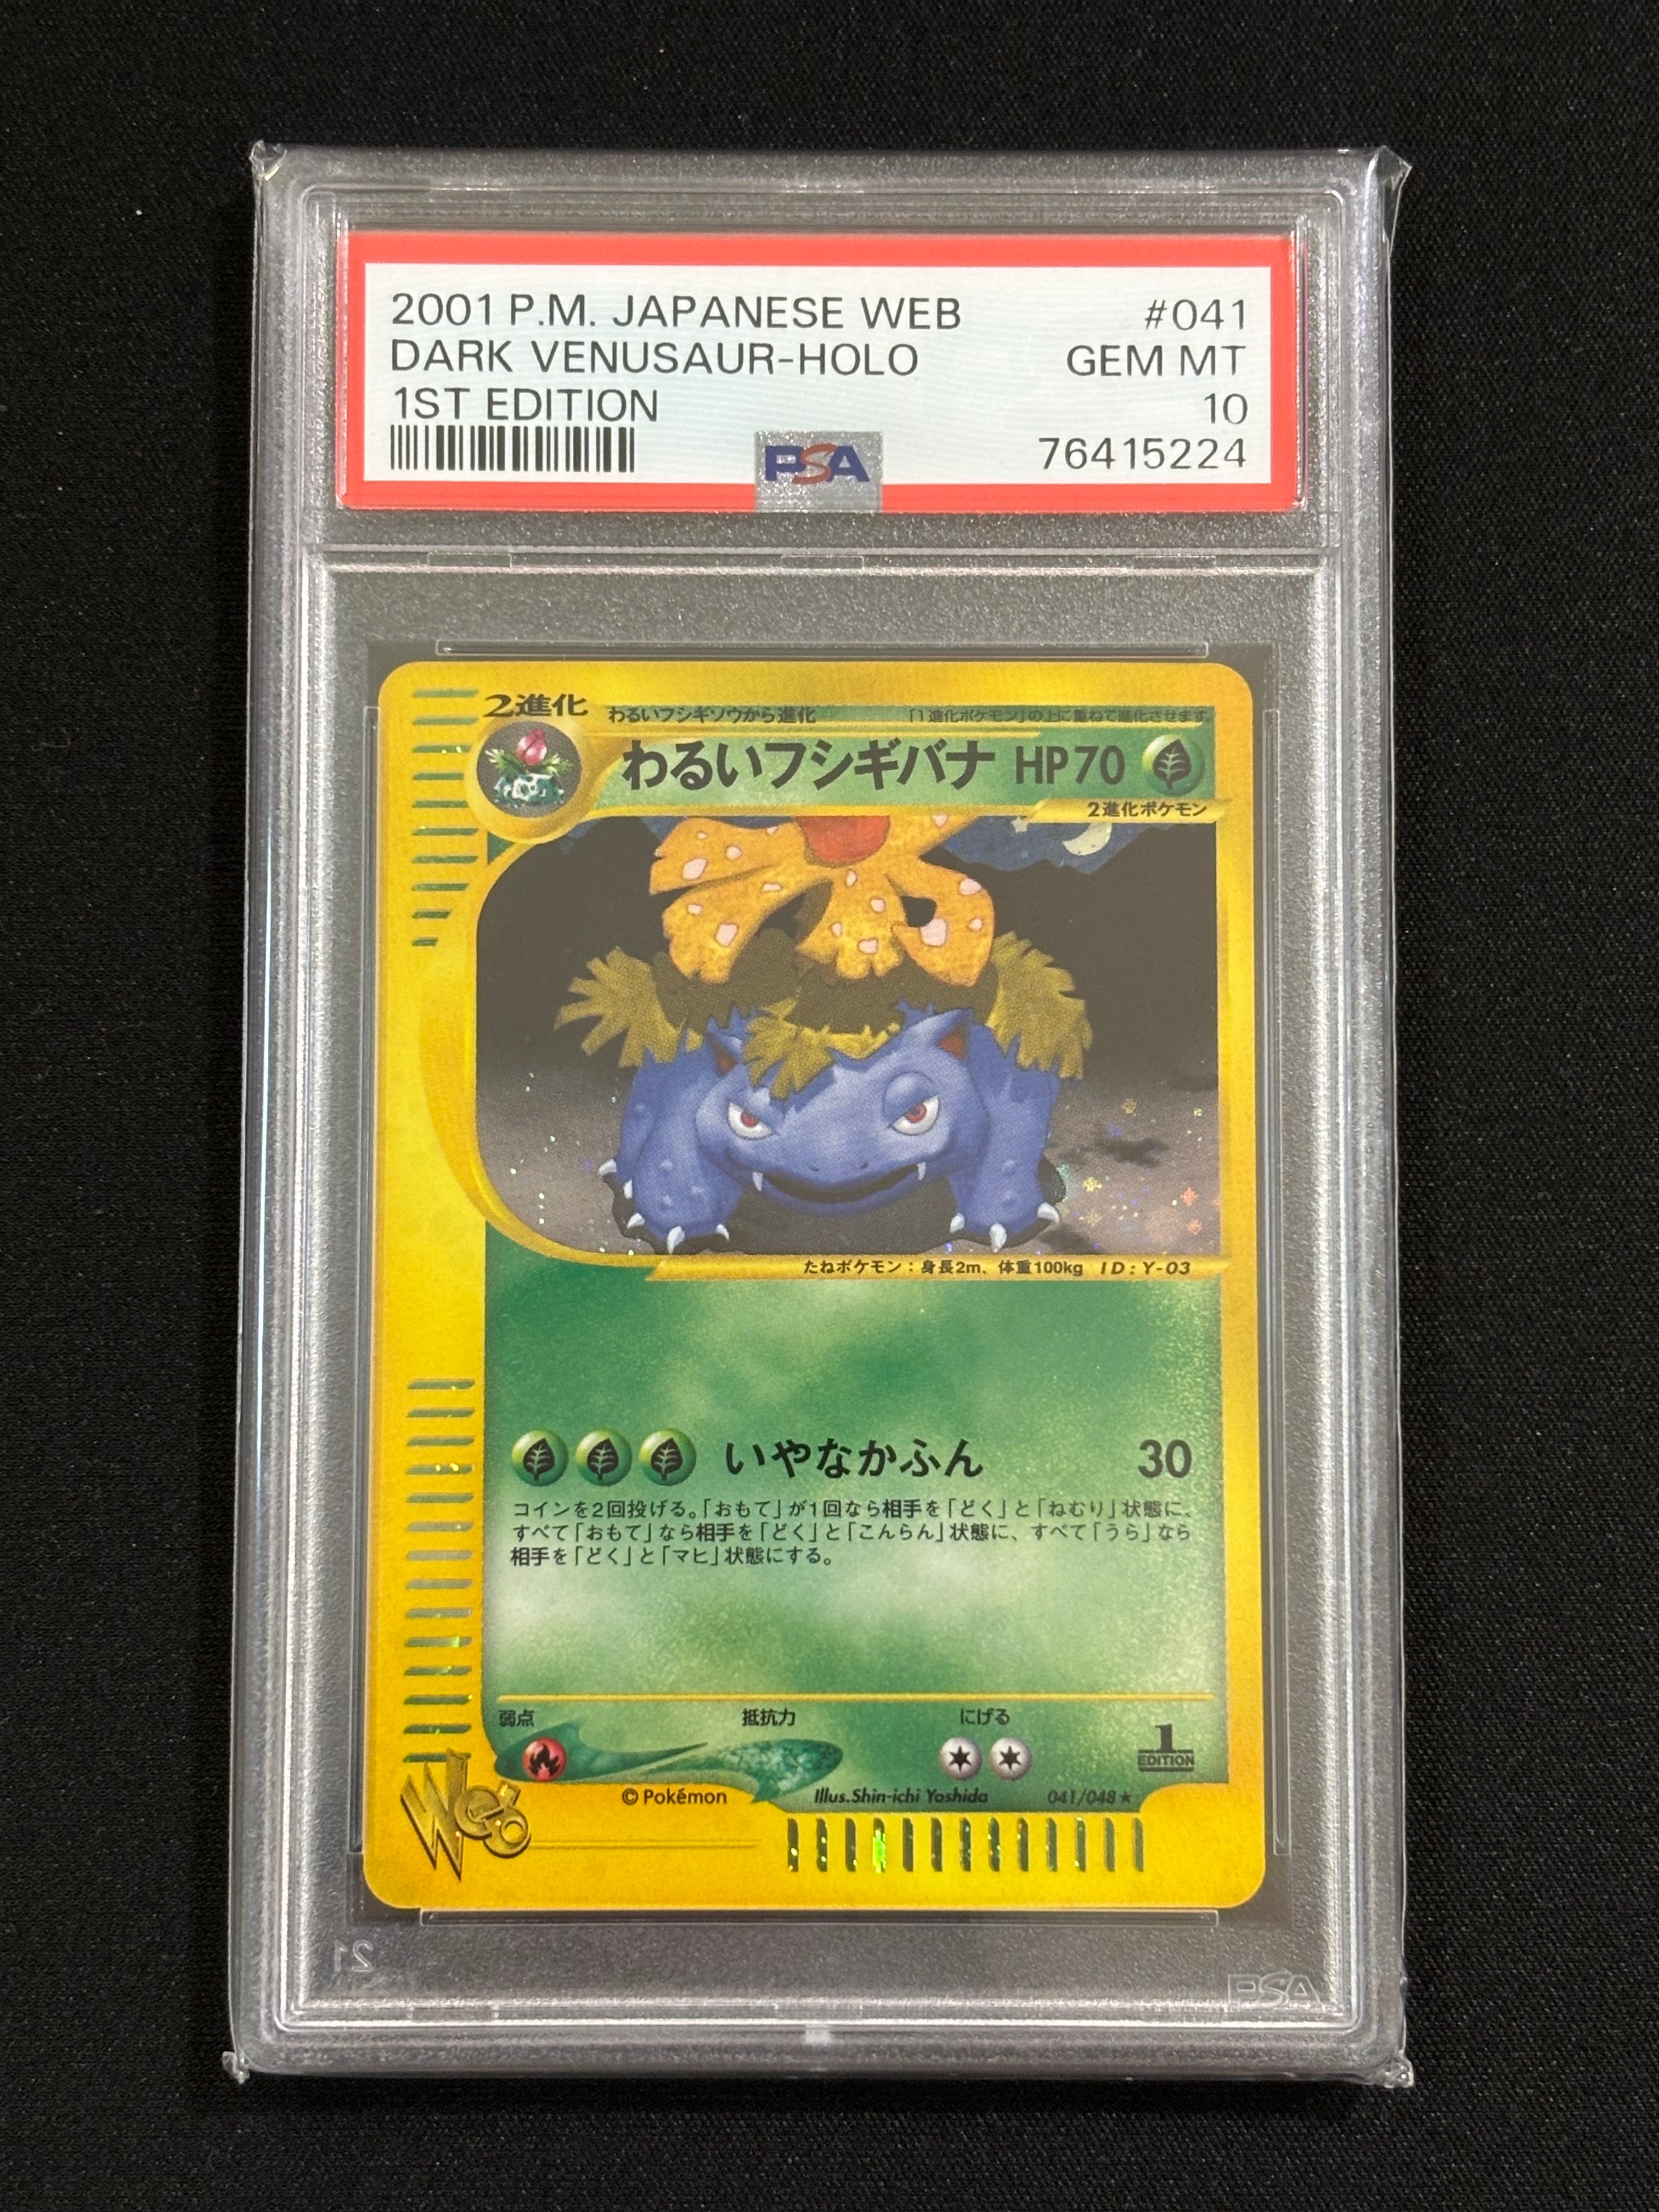 2001 P.M. JAPANESE WEB #041
DARK VENUSAUR-HOLO GEM MT
1ST EDITION 10
PSA 76415224
2進化 わるいフシギソウから進化 「1進化ポケモン」の上に重ねて進化させます。
わるいフシギバナ HP70
2進化ポケモン
たねポケモン：身長2m、体重100kg ID：Y-03
いやなかふん 30
コインを2回投げる。「おもて」が1回なら相手を「どく」と「ねむり」状態に、
すべて「おもて」なら相手を「どく」と「こんらん」状態に、すべて「うら」なら
相手を「どく」と「マヒ」状態にする。
弱点 抵抗力 にげる
1 EDITION
Web
© Pokémon Illus.Shin-ichi Yoshida 041/048★
21 PSA